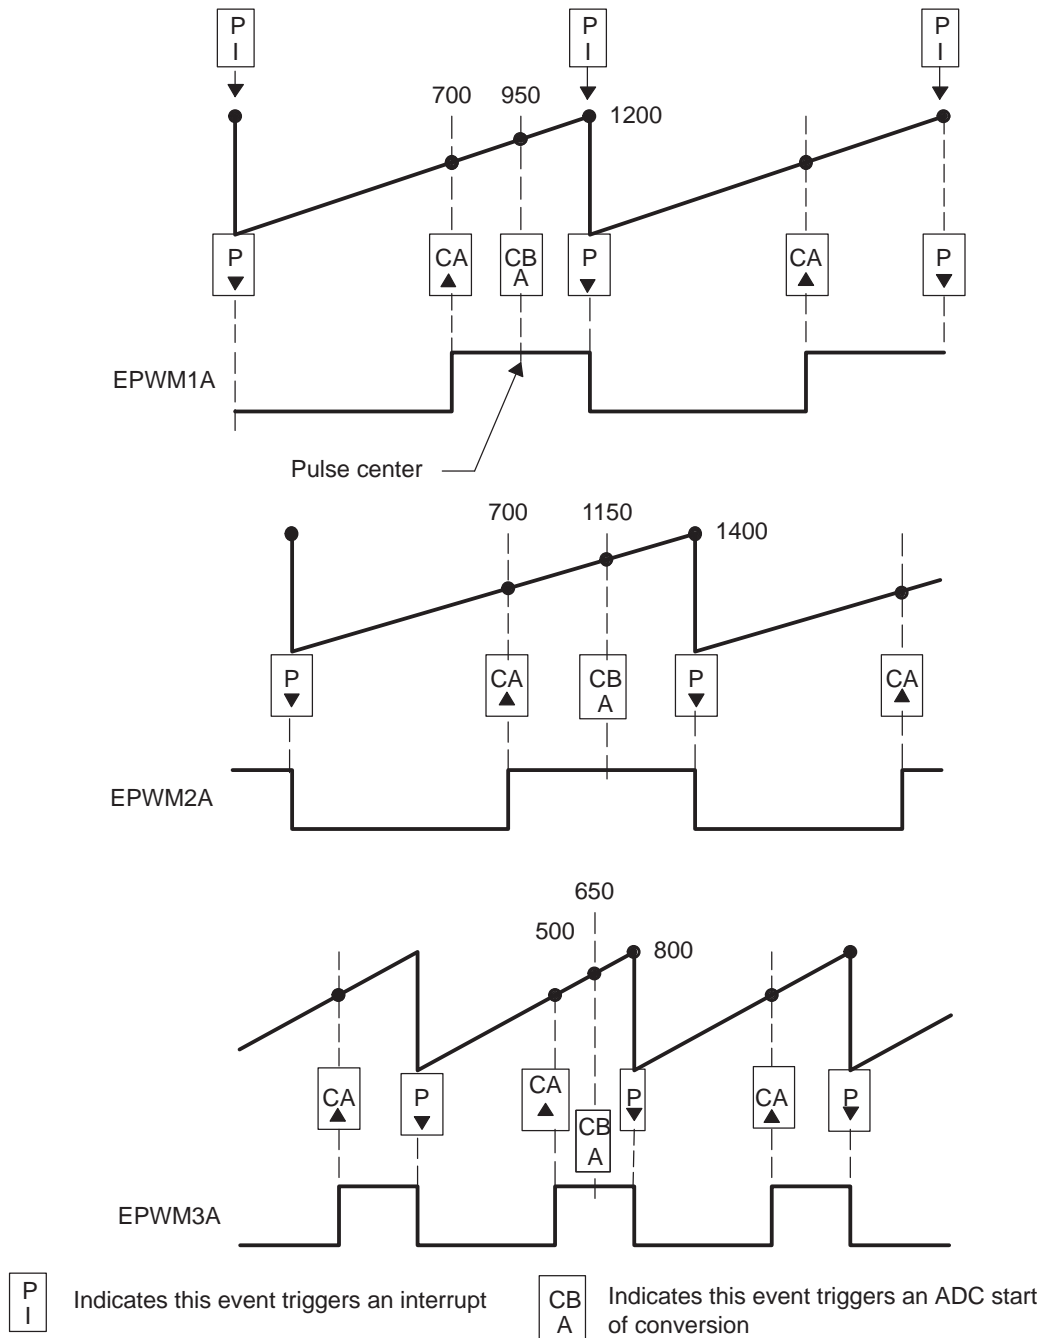 P
I
P
I
P
I
700 950
1200
P
CA
CB
A
P
CA
P
EPWM1A
Pulse center
700 1150
1400
P
CA
CB
A
P
CA
EPWM2A
650
500
800
CA
P
CA
CB
A
P
CA
P
EPWM3A
P
I
Indicates this event triggers an interrupt
CB
A
Indicates this event triggers an ADC start
of conversion